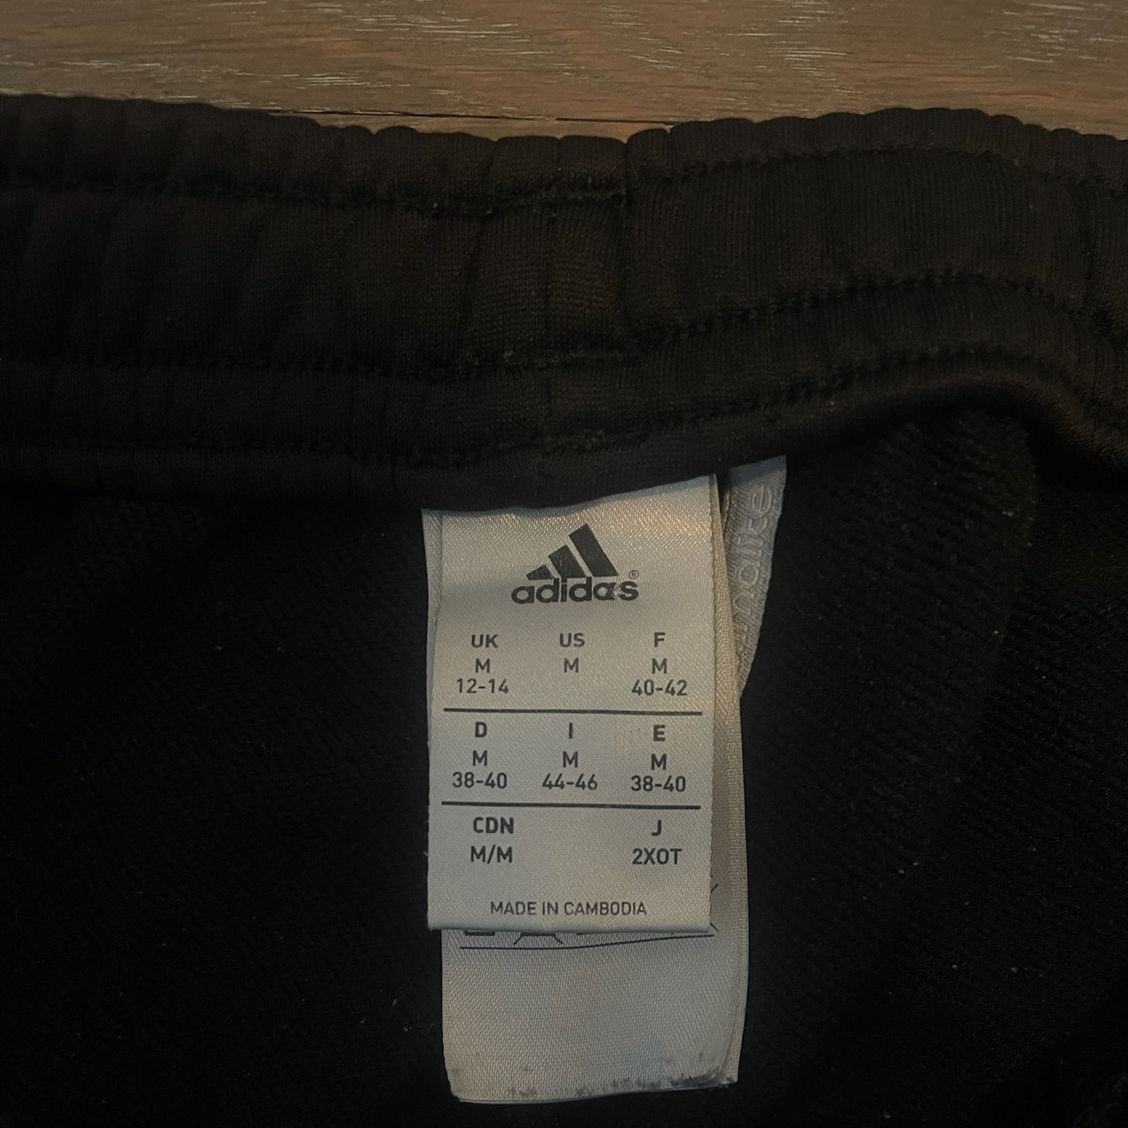 adidas®
UK US F
M M M
12-14 40-42
D I E
M M M
38-40 44-46 38-40
CDN J
M/M 2XOT
MADE IN CAMBODIA